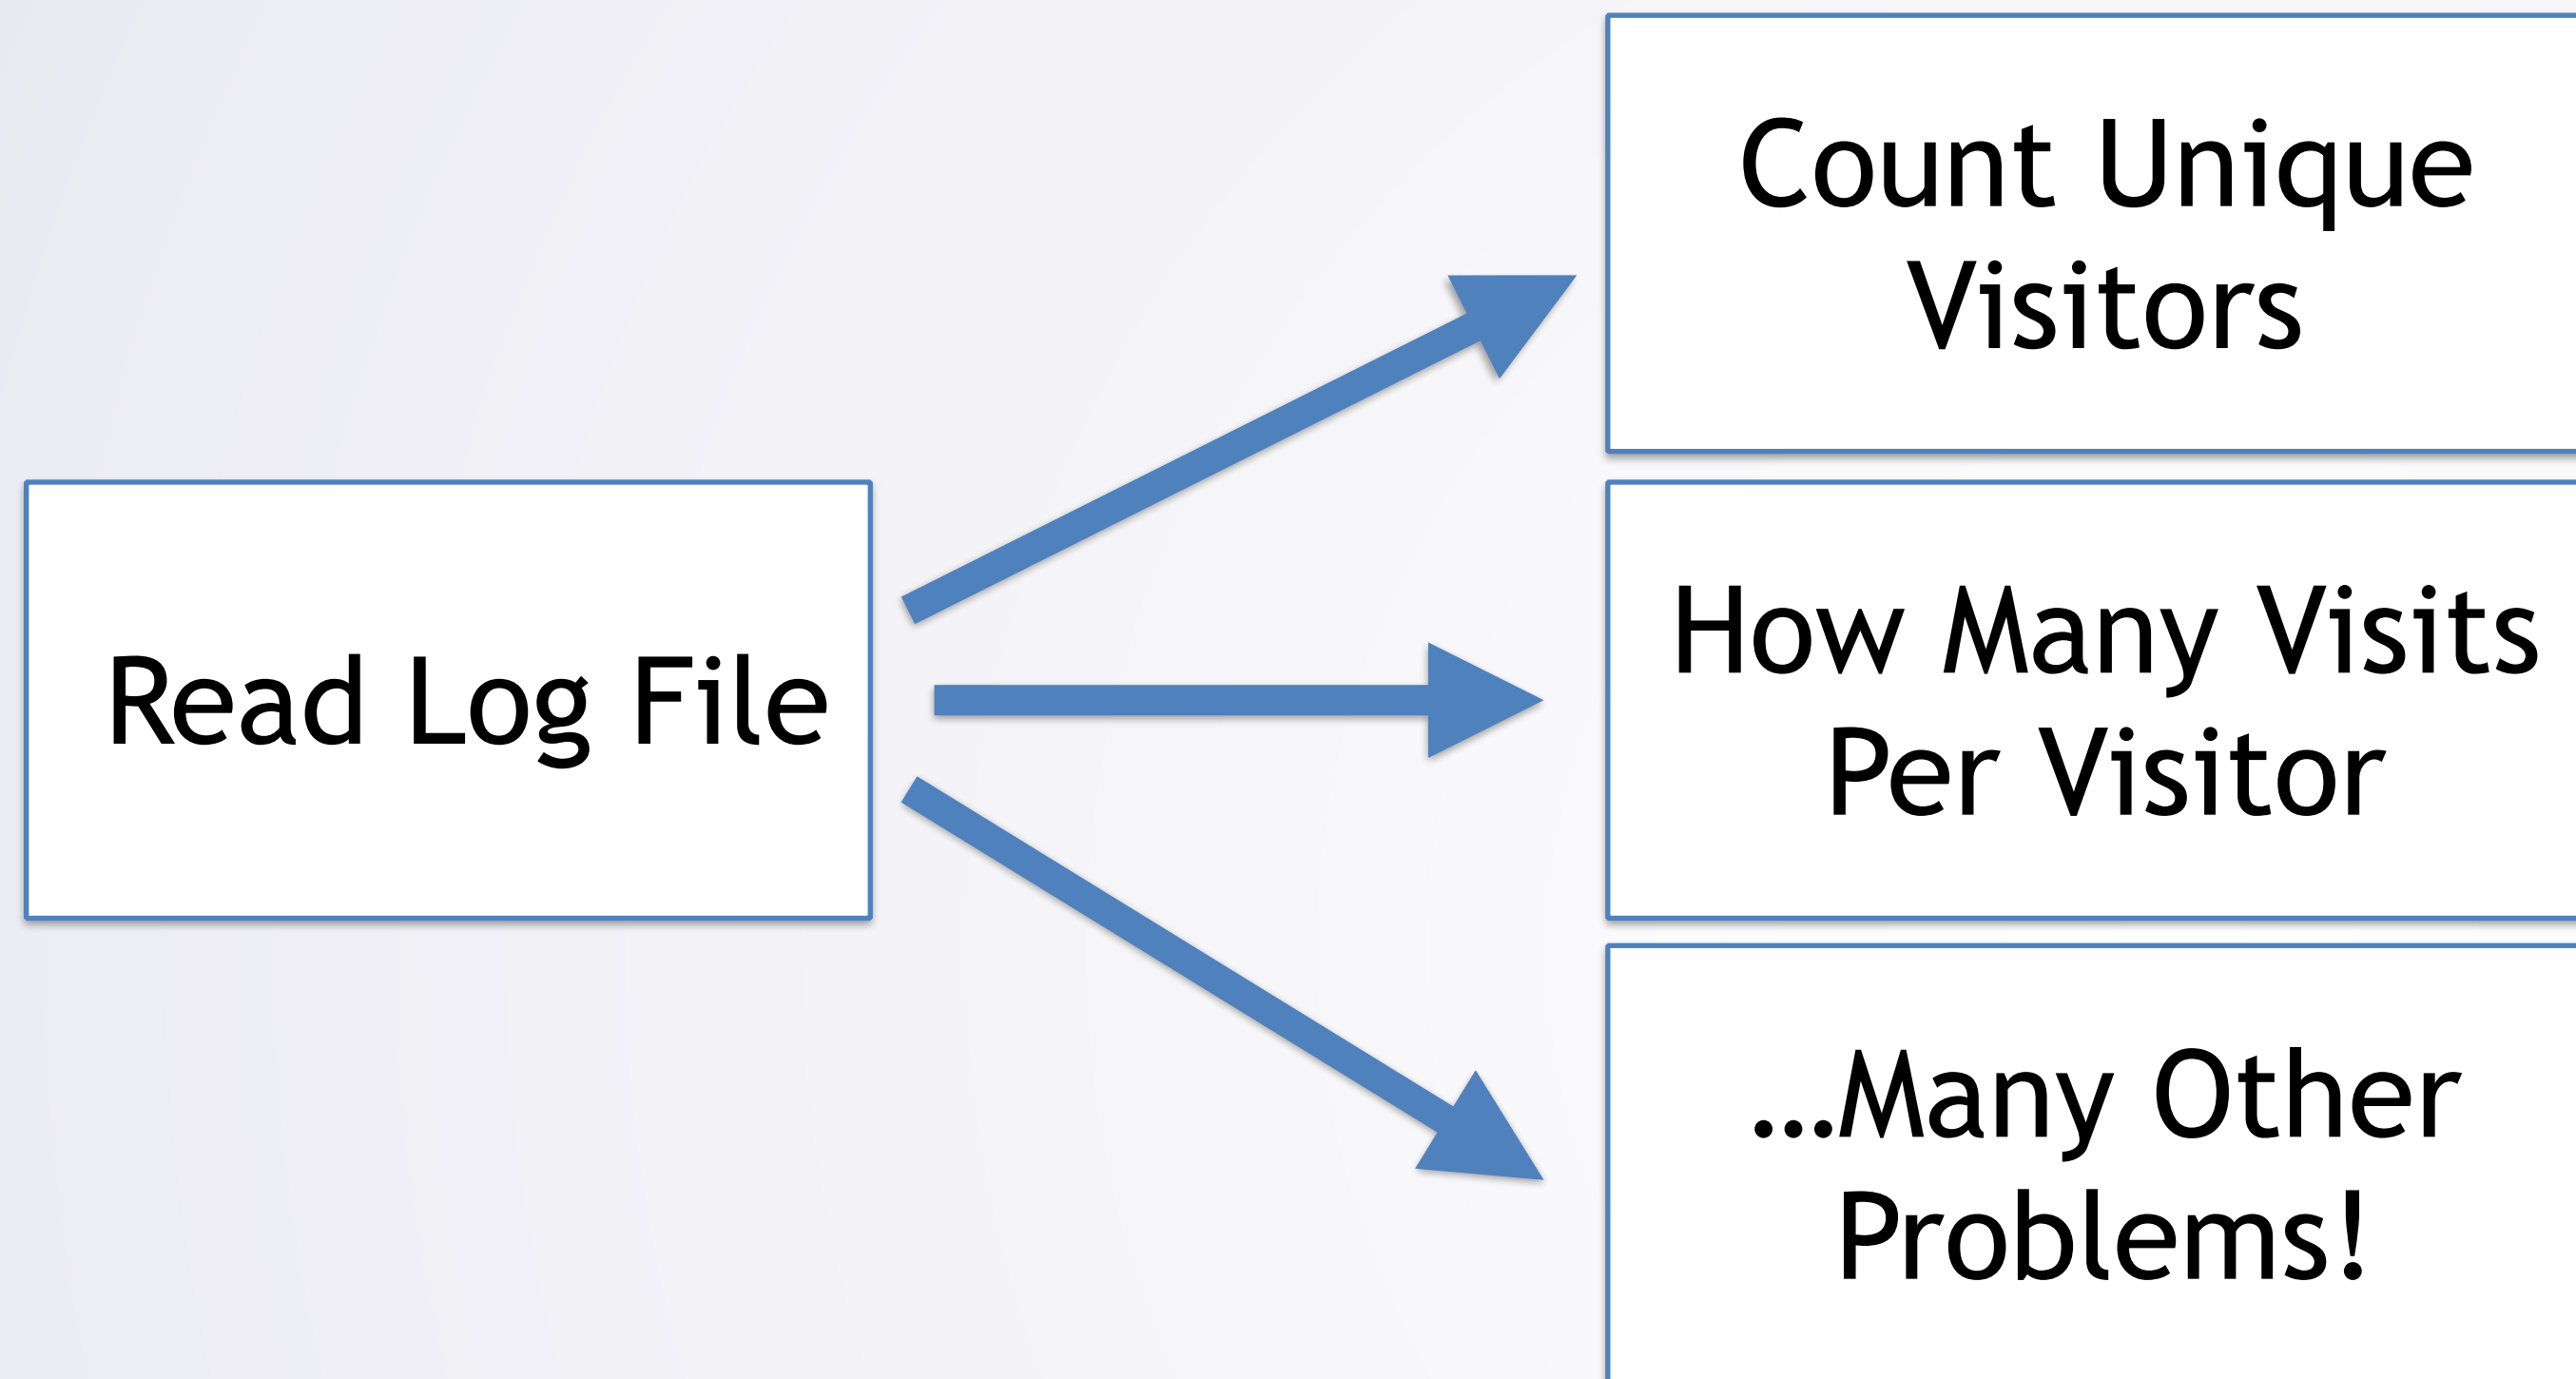 Read Log File
Count Unique
Visitors
How Many Visits
Per Visitor
…Many Other
Problems!